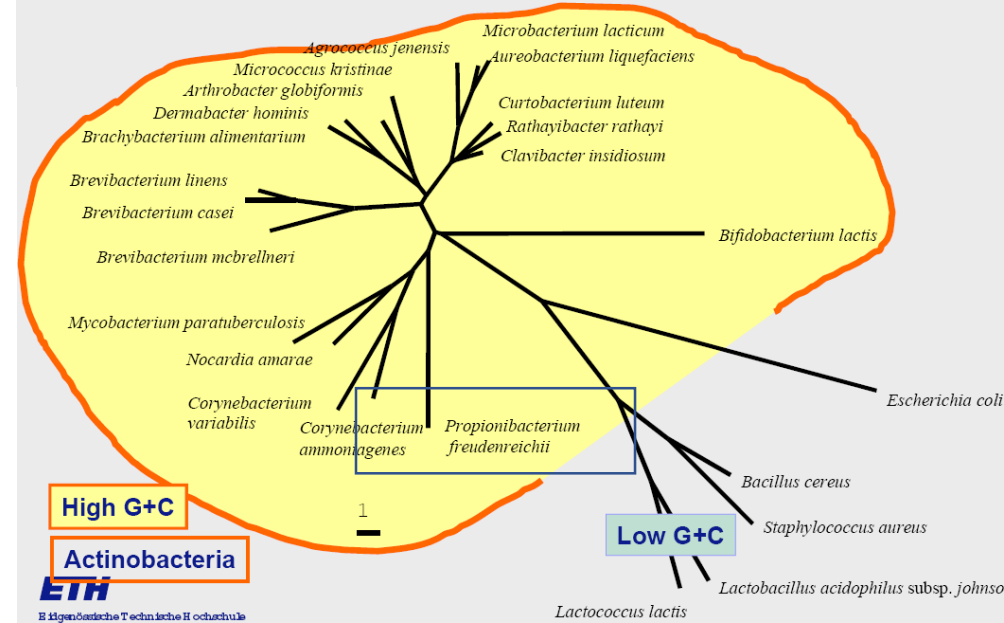 Microbacterium lacticum
Agrococcus jenensis
Aureobacterium liquefaciens
Micrococcus kristinae
Arthrobacter globiformis
Curtobacterium luteum
Dermabacter hominis
Rathayibacter rathayi
Brachybacterium alimentarium
Clavibacter insidiosum
Brevibacterium linens
Brevibacterium casei
Bifidobacterium lactis
Brevibacterium mcbrellneri
Mycobacterium paratuberculosis
Nocardia amarae
Escherichia coli
Corynebacterium
variabilis
Corynebacterium
ammoniagenes
Propionibacterium
freudenreichii
Bacillus cereus
High G+C
1
Staphylococcus aureus
Low G+C
Actinobacteria
ETH
Lactobacillus acidophilus subsp. johnso
Lactococcus lactis
Eidgenössische Technische Hochschule